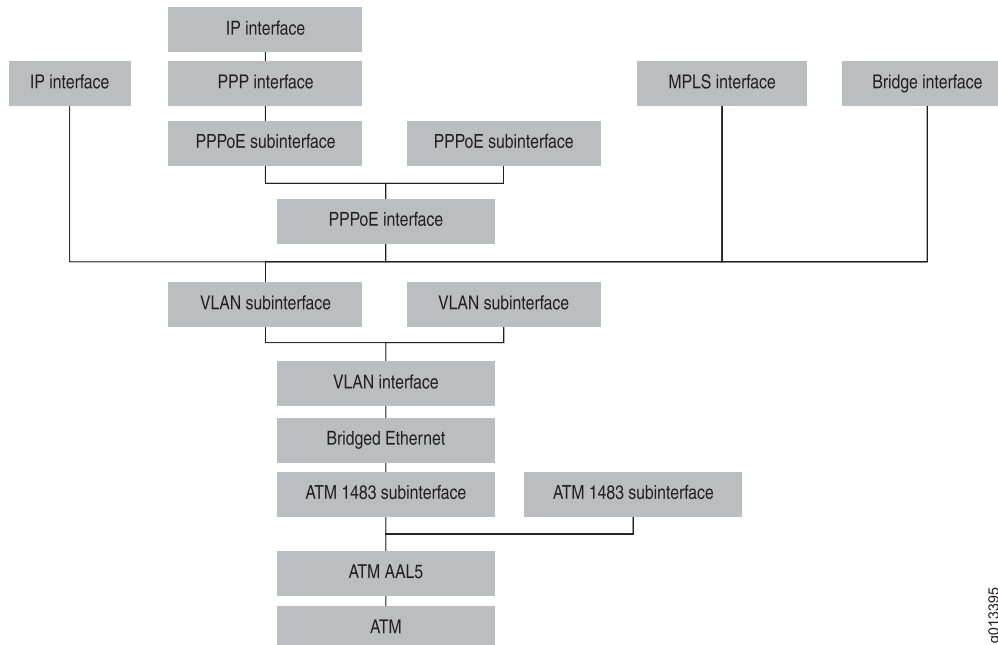 IP interface
IP interface
PPP interface
MPLS interface
Bridge interface
PPPoE subinterface
PPPoE subinterface
PPPoE interface
VLAN subinterface
VLAN subinterface
VLAN interface
Bridged Ethernet
ATM 1483 subinterface
ATM 1483 subinterface
ATM AAL5
ATM
g013395